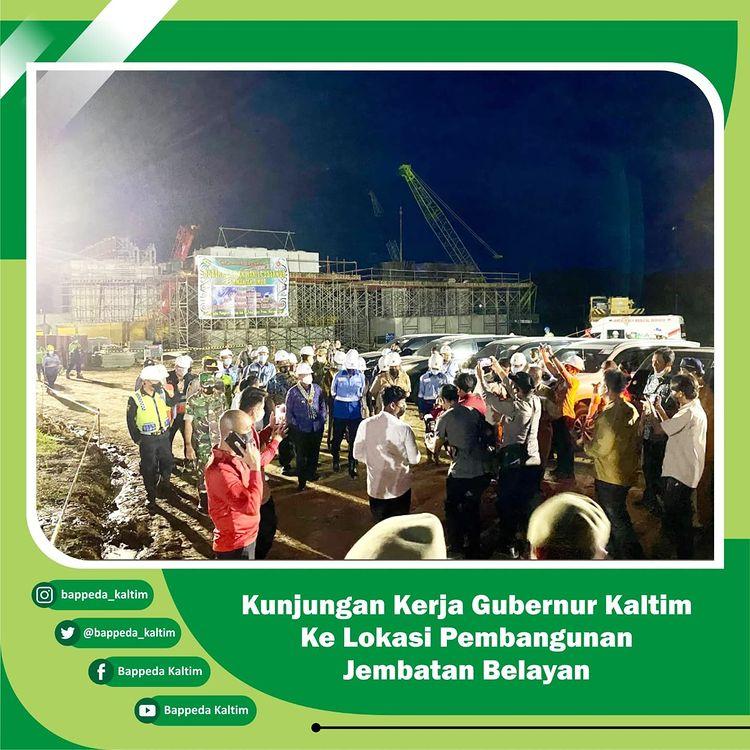 bappeda_kaltim
@bappeda_kaltim
Bappeda Kaltim
Bappeda Kaltim
Kunjungan Kerja Gubernur Kaltim
Ke Lokasi Pembangunan
Jembatan Belayan